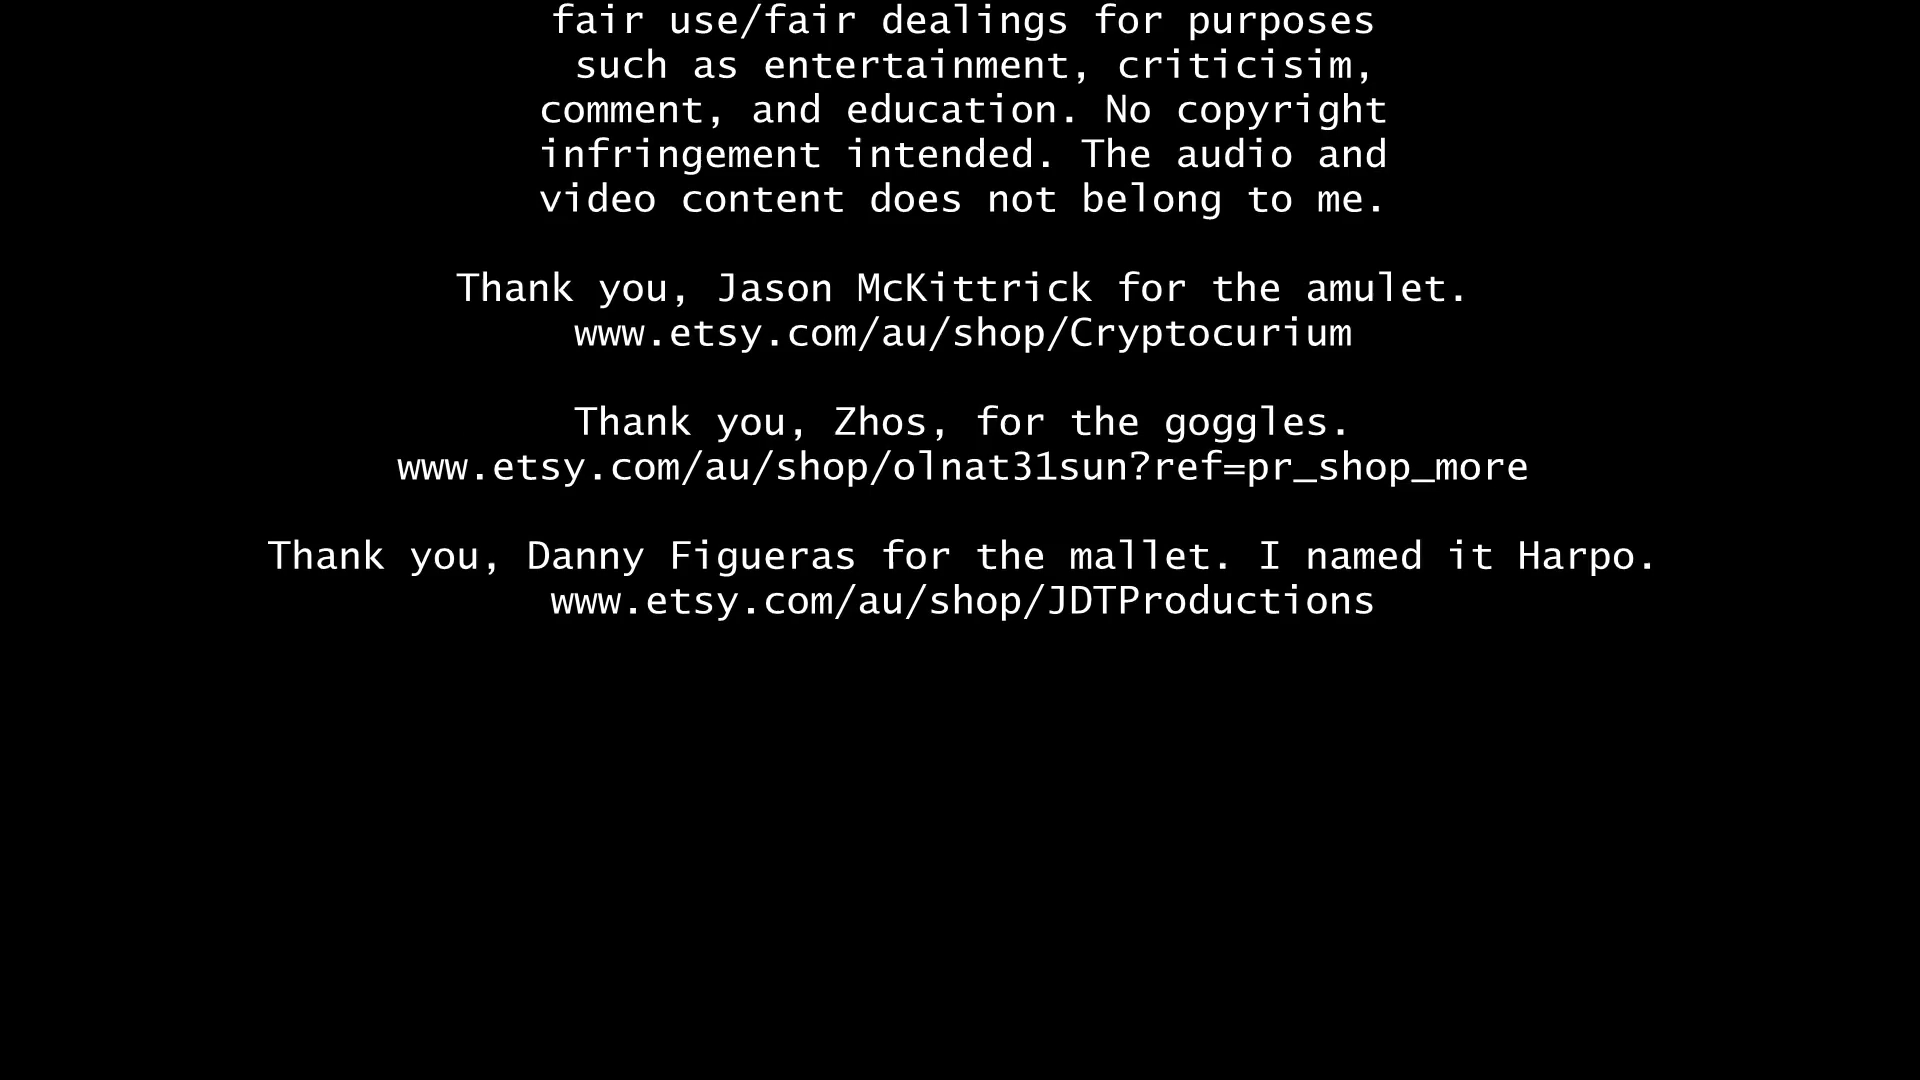 fair use/fair dealings for purposes
such as entertainment, criticisim,
comment, and education. No copyright
infringement intended. The audio and
video content does not belong to me.
Thank you, Jason McKittrick for the amulet.
www.etsy.com/au/shop/Cryptocurium
Thank you, Zhos, for the goggles.
www.etsy.com/au/shop/olnat31sun?ref=pr_shop_more
Thank you, Danny Figueras for the mallet. I named it Harpo.
www.etsy.com/au/shop/JDTProductions